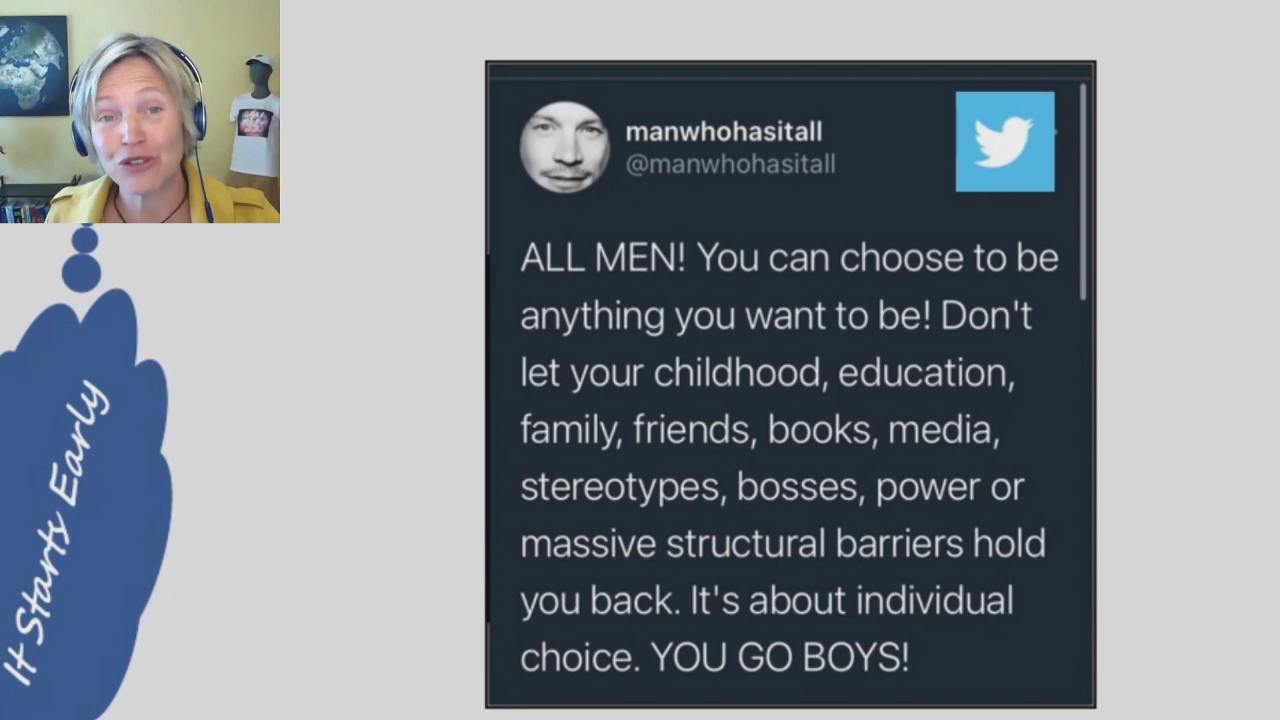 manwhohasitall
@manwhohasitall
ALL MEN! You can choose to be
anything you want to be! Don't
let your childhood, education,
family, friends, books, media,
stereotypes, bosses, power or
massive structural barriers hold
you back. It's about individual
choice. YOU GO BOYS!
It Starts Early